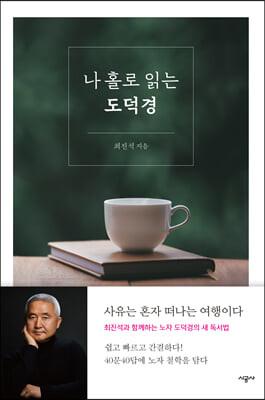 나 홀로 읽는
도덕경
최진석 지음
사유는 혼자 떠나는 여행이다
최진석과 함께하는 노자 도덕경의 새 독서법
쉽고 빠르고 간결하다!
40문40답에 노자 철학을 담다
시공사